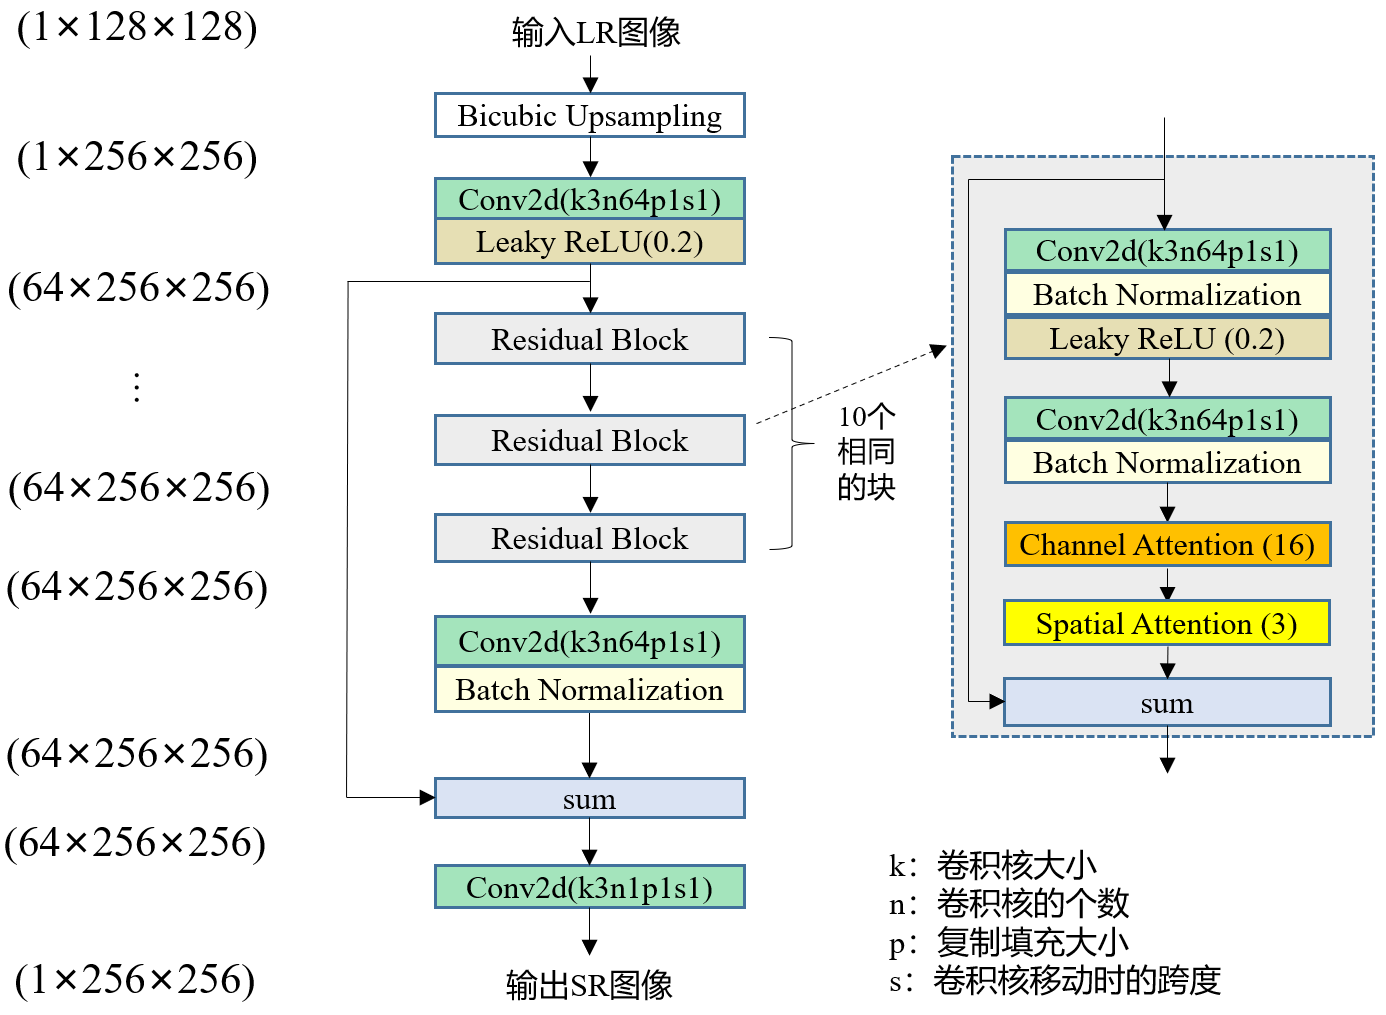 (1×128×128)
(1×256×256)
(64×256×256)
⋮
(64×256×256)
(64×256×256)
(64×256×256)
(64×256×256)
(1×256×256)
输入LR图像
Bicubic Upsampling
Conv2d(k3n64p1s1)
Leaky ReLU(0.2)
Residual Block
Residual Block
Residual Block
10个
相同
的块
Conv2d(k3n64p1s1)
Batch Normalization
sum
Conv2d(k3n1p1s1)
输出SR图像
Conv2d(k3n64p1s1)
Batch Normalization
Leaky ReLU (0.2)
Conv2d(k3n64p1s1)
Batch Normalization
Channel Attention (16)
Spatial Attention (3)
sum
k：卷积核大小
n：卷积核的个数
p：复制填充大小
s：卷积核移动时的跨度